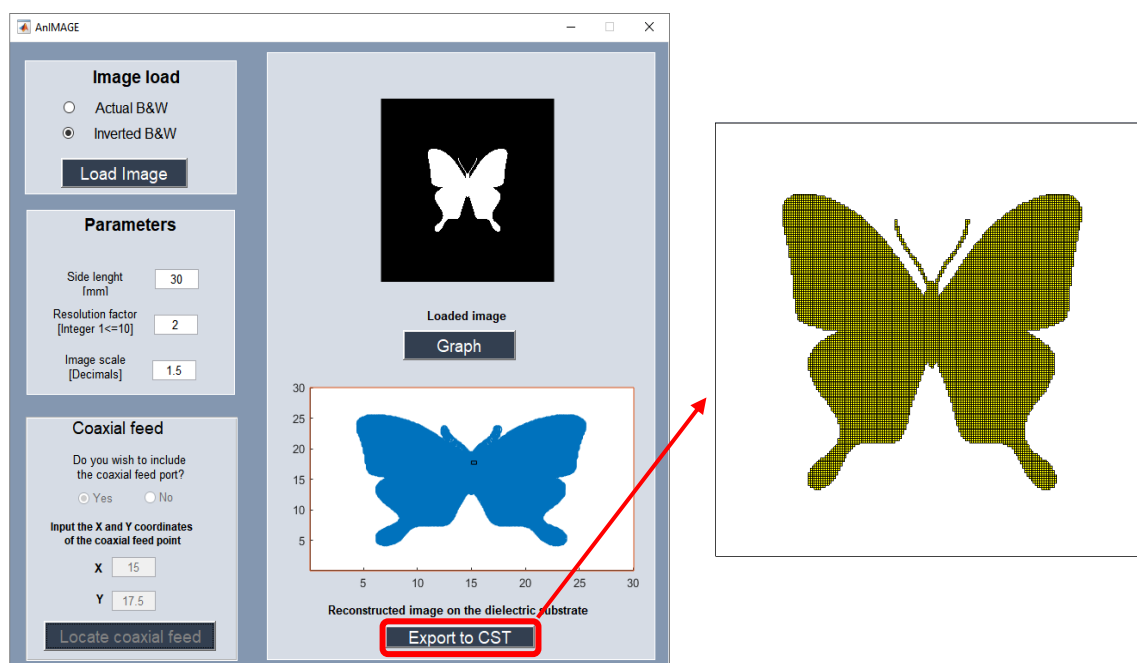 AnIMAGE
Image load
Actual B&W
Inverted B&W
Load Image
Parameters
Side lenght
[mm]
30
Resolution factor
[Integer 1<=10]
2
Image scale
[Decimals]
1.5
Coaxial feed
Do you wish to include
the coaxial feed port?
Yes
No
Input the X and Y coordinates
of the coaxial feed point
X
15
Y
17.5
Locate coaxial feed
Loaded image
Graph
30
25
20
15
10
5
5
10
15
20
25
30
Reconstructed image on the dielectric substrate
Export to CST